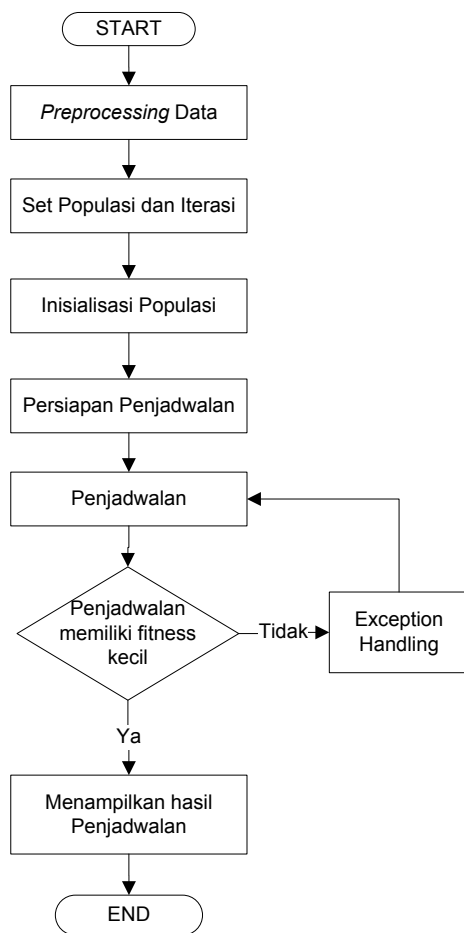 START
Preprocessing Data
Set Populasi dan Iterasi
Inisialisasi Populasi
Persiapan Penjadwalan
Penjadwalan
Penjadwalan
memiliki fitness
kecil
Tidak
Exception
Handling
Ya
Menampilkan hasil
Penjadwalan
END